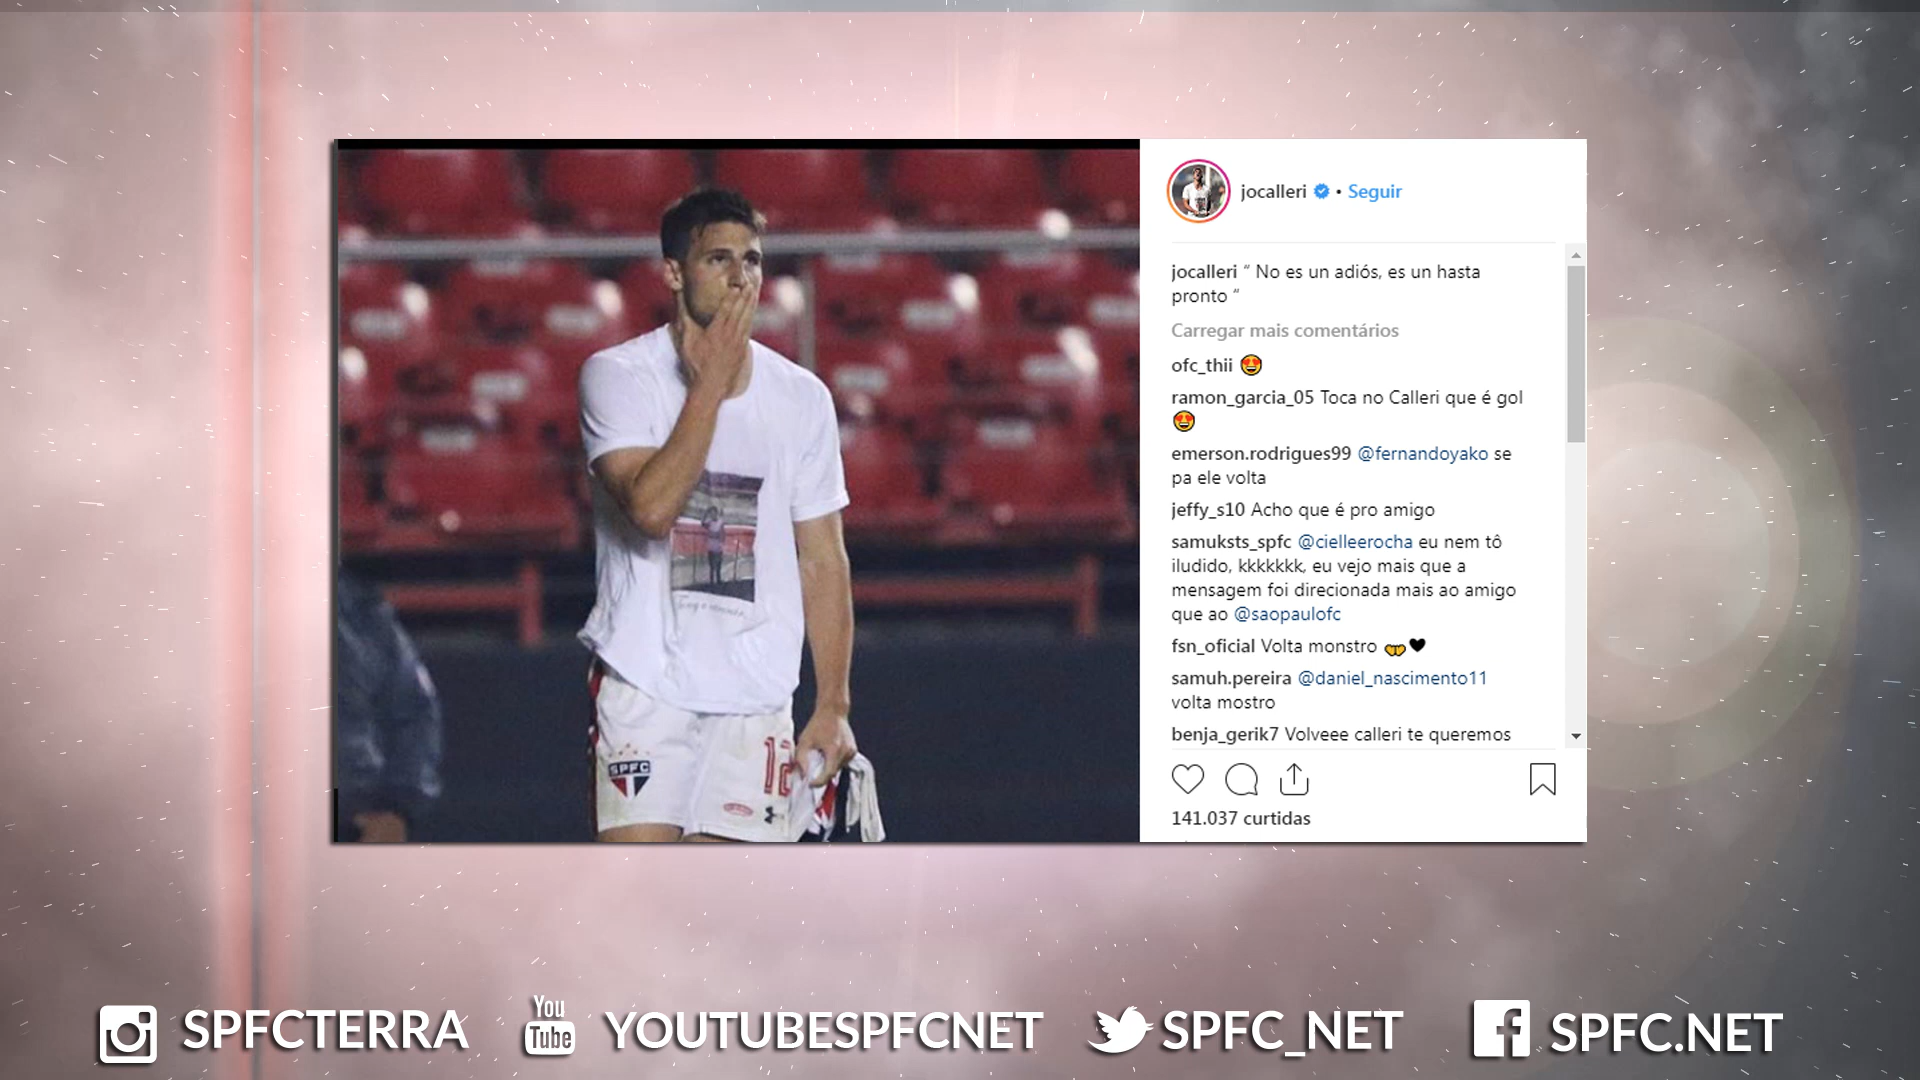 jocalleri • Seguir
jocalleri “ No es un adiós, es un hasta
pronto “
Carregar mais comentários
ofc_thii 😍
ramon_garcia_05 Toca no Calleri que é gol
😍
emerson.rodrigues99 @fernandoyako se
pa ele volta
jeffy_s10 Acho que é pro amigo
samuksts_spfc @cielleerocha eu nem tô
iludido, kkkkkkk, eu vejo mais que a
mensagem foi direcionada mais ao amigo
que ao @saopaulofc
fsn_oficial Volta monstro 🤝🖤
samuh.pereira @daniel_nascimento11
volta mostro
benja_gerik7 Volveee calleri te queremos
141.037 curtidas
SPFC
12
SPFCTERRA
You
Tube
YOUTUBESPFCNET
SPFC_NET
SPFC.NET